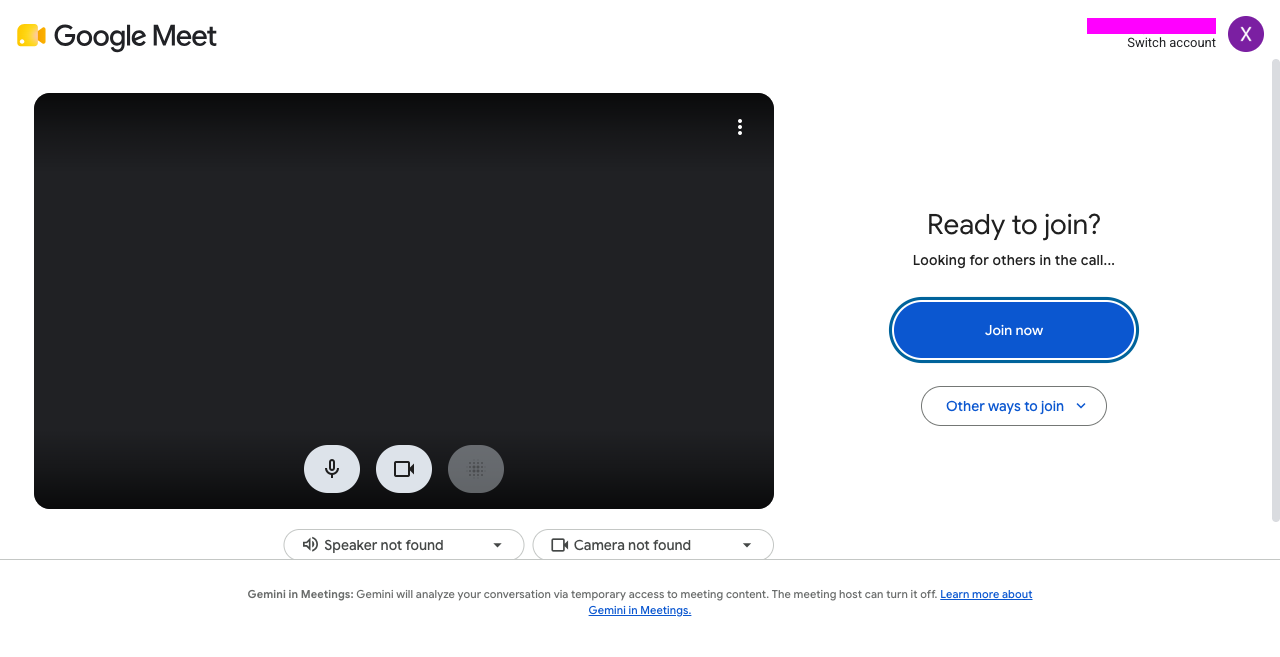 Google Meet
Switch account
X
Ready to join?
Looking for others in the call...
Join now
Other ways to join
Speaker not found
Camera not found
Gemini in Meetings: Gemini will analyze your conversation via temporary access to meeting content. The meeting host can turn it off. Learn more about
Gemini in Meetings.